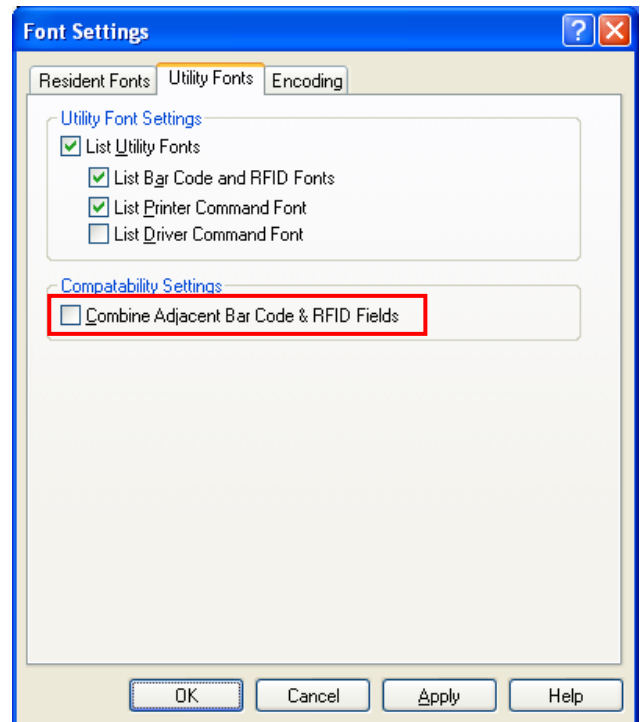 Font Settings
Resident Fonts Utility Fonts Encoding
Utility Font Settings
List Utility Fonts
List Bar Code and RFID Fonts
List Printer Command Font
List Driver Command Font
Compatability Settings
Combine Adjacent Bar Code & RFID Fields
OK Cancel Apply Help